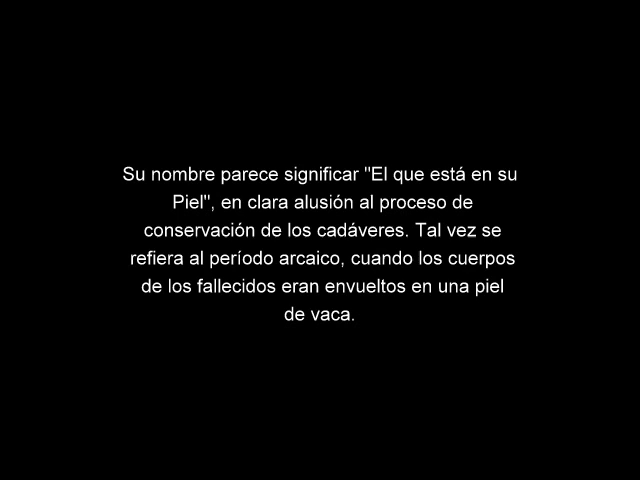 Su nombre parece significar "El que está en su
Piel", en clara alusión al proceso de
conservación de los cadáveres. Tal vez se
refiera al período arcaico, cuando los cuerpos
de los fallecidos eran envueltos en una piel
de vaca.